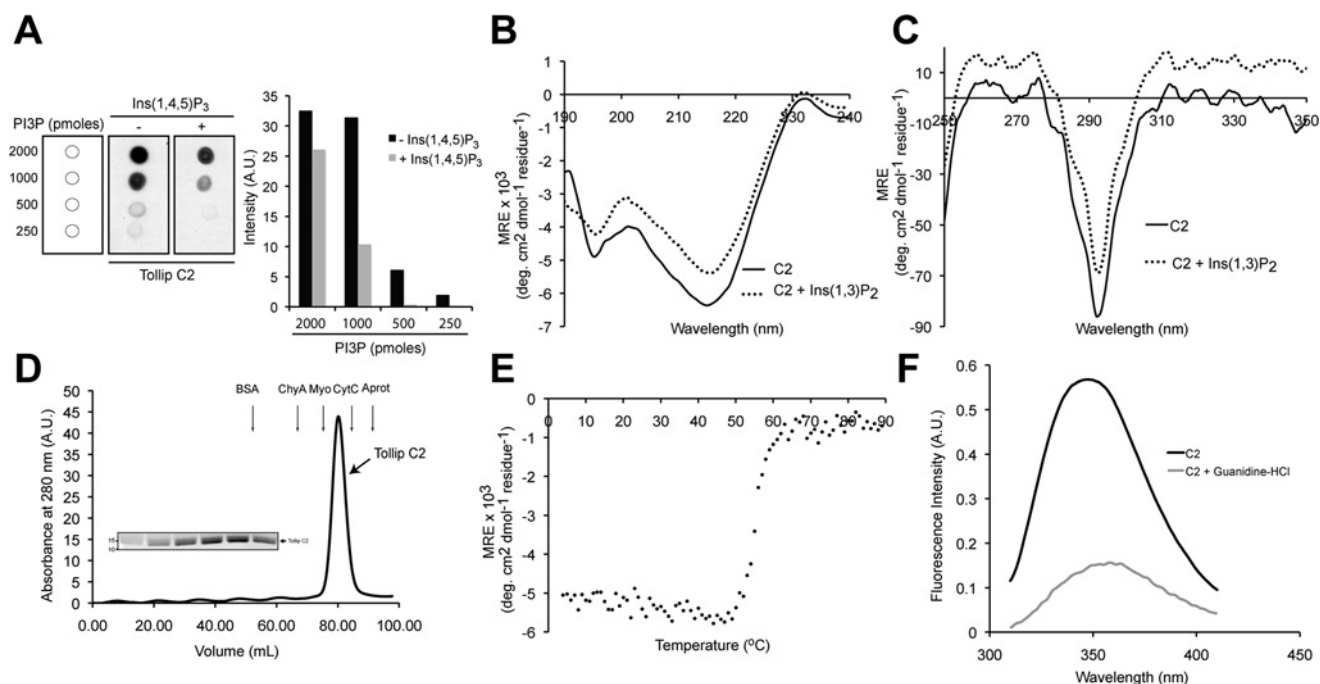 A
Ins(1,4,5)P3
PI3P (pmoles)
- +
2000
1000
500
250
Tollip C2
Intensity (A.U.)
35
30
25
20
15
10
5
0
- Ins(1,4,5)P3
+ Ins(1,4,5)P3
2000 1000 500 250
PI3P (pmoles)
B
MRE x 10³
(deg. cm2 dmol-1 residue-1)
1
0
190 200 210 220 230 240
-1
-2
-3
-4
-5
-6
-7
C2
C2 + Ins(1,3)P2
Wavelength (nm)
C
MRE
(deg. cm2 dmol-1 residue-1)
10
250 270 290 310 330 350
-10
-30
-50
-70
-90
C2
C2 + Ins(1,3)P2
Wavelength (nm)
D
Absorbance at 280 nm (A.U.)
50
45
40
35
30
25
20
15
10
5
0
BSA ChyA Myo CytC Aprot
Tollip C2
15
10
Tollip C2
0.00 20.00 40.00 60.00 80.00 100.00
Volume (mL)
E
MRE x 10³
(deg. cm2 dmol-1 residue-1)
0
0 10 20 30 40 50 60 70 80 90
-1
-2
-3
-4
-5
-6
Temperature (ºC)
F
Fluorescence Intensity (A.U.)
0.6
0.5
0.4
0.3
0.2
0.1
0
C2
C2 + Guanidine-HCl
300 350 400 450
Wavelength (nm)